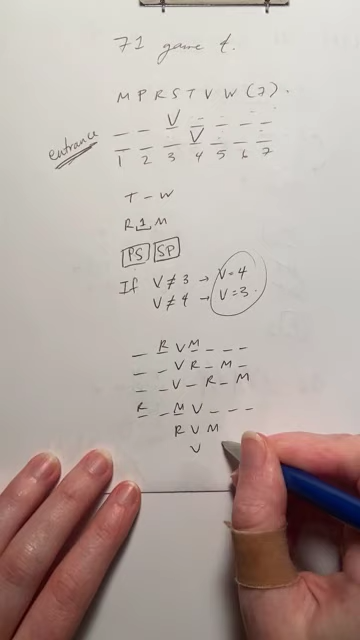 71 game t.
M P R S T V W (7).
_ _ V _ _ _ _
entrance _ _ _ V _ _ _
1 2 3 4 5 6 7
T - W
R 1 M
PS SP
If V ≠ 3 → V = 4
V ≠ 4 → V = 3
_ R V M _ _ _
_ _ V R _ M _
_ _ V _ R _ M
R _ M V _ _ _
R V M
V